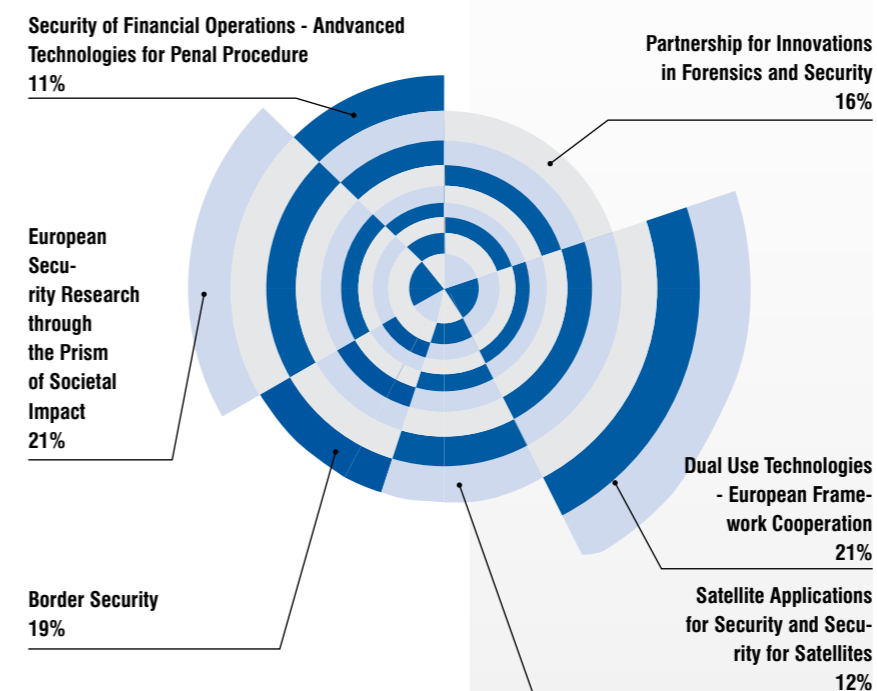 Security of Financial Operations - Andvanced
Technologies for Penal Procedure
11%
Partnership for Innovations
in Forensics and Security
16%
European
Secu-
rity Research
through
the Prism
of Societal
Impact
21%
Dual Use Technologies
- European Frame-
work Cooperation
21%
Border Security
19%
Satellite Applications
for Security and Secu-
rity for Satellites
12%